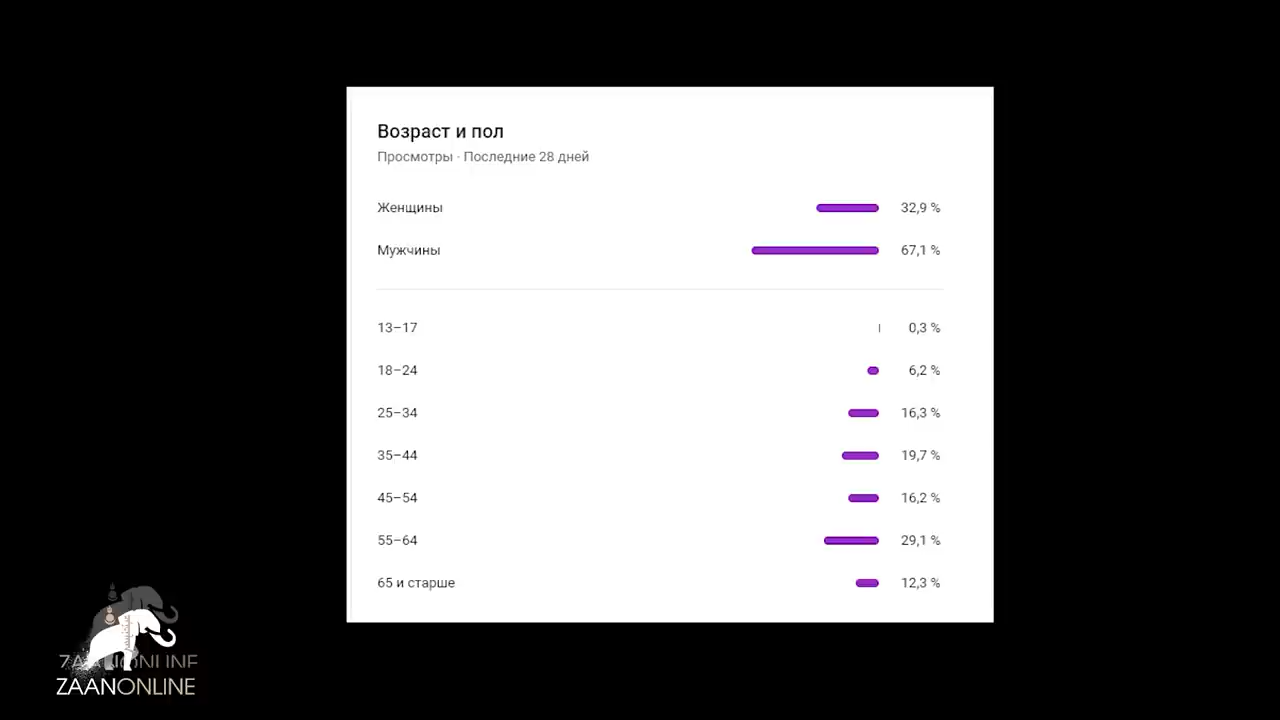 Возраст и пол
Просмотры · Последние 28 дней
Женщины 32,9 %
Мужчины 67,1 %
13–17 0,3 %
18–24 6,2 %
25–34 16,3 %
35–44 19,7 %
45–54 16,2 %
55–64 29,1 %
65 и старше 12,3 %
ZAANONLINE
ZAANONLINE